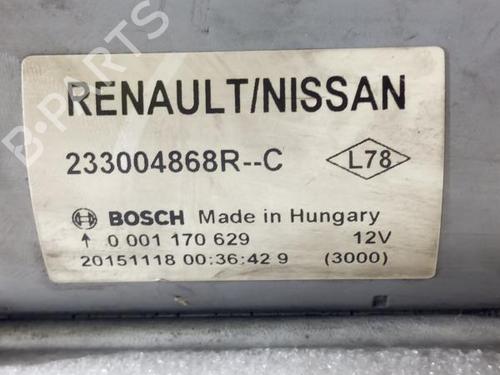 B-PARTS
RENAULT/NISSAN
233004868R--C
L78
BOSCH Made in Hungary
↑ 0 001 170 629 12V
20151118 00:36:42 9 (3000)